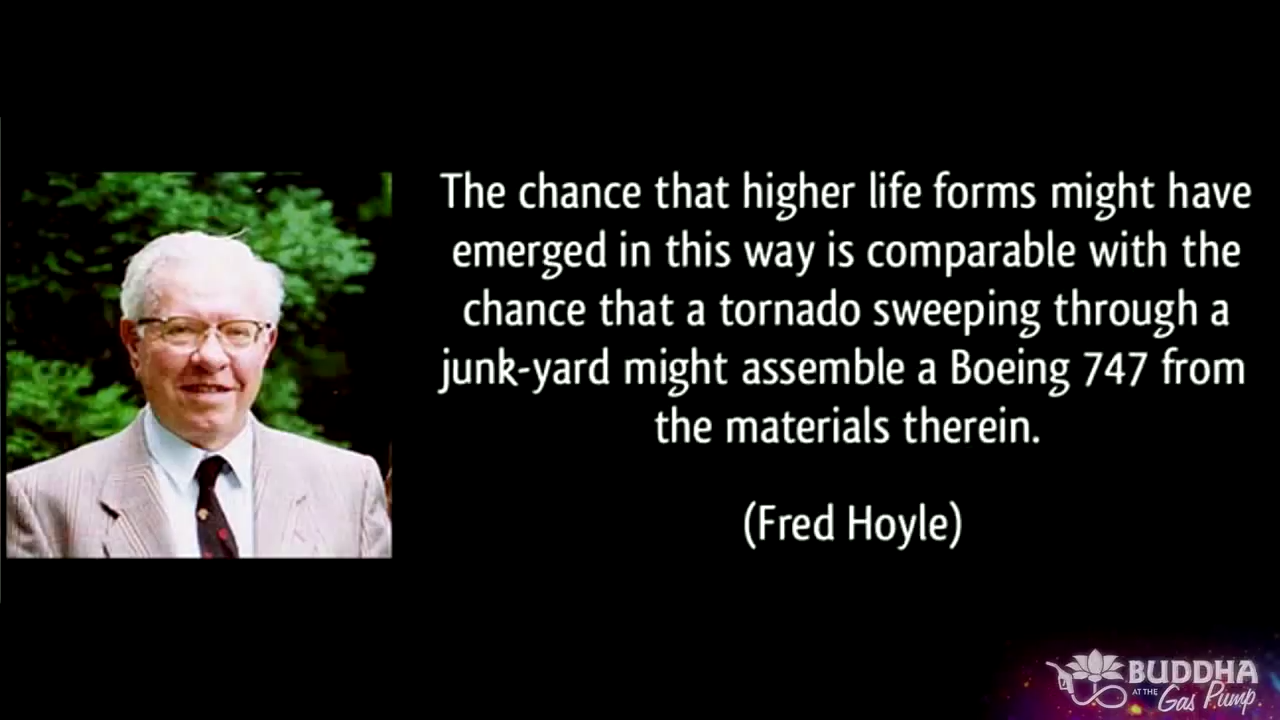 The chance that higher life forms might have
emerged in this way is comparable with the
chance that a tornado sweeping through a
junk-yard might assemble a Boeing 747 from
the materials therein.
(Fred Hoyle)
BUDDHA
AT THE
Gas Pump